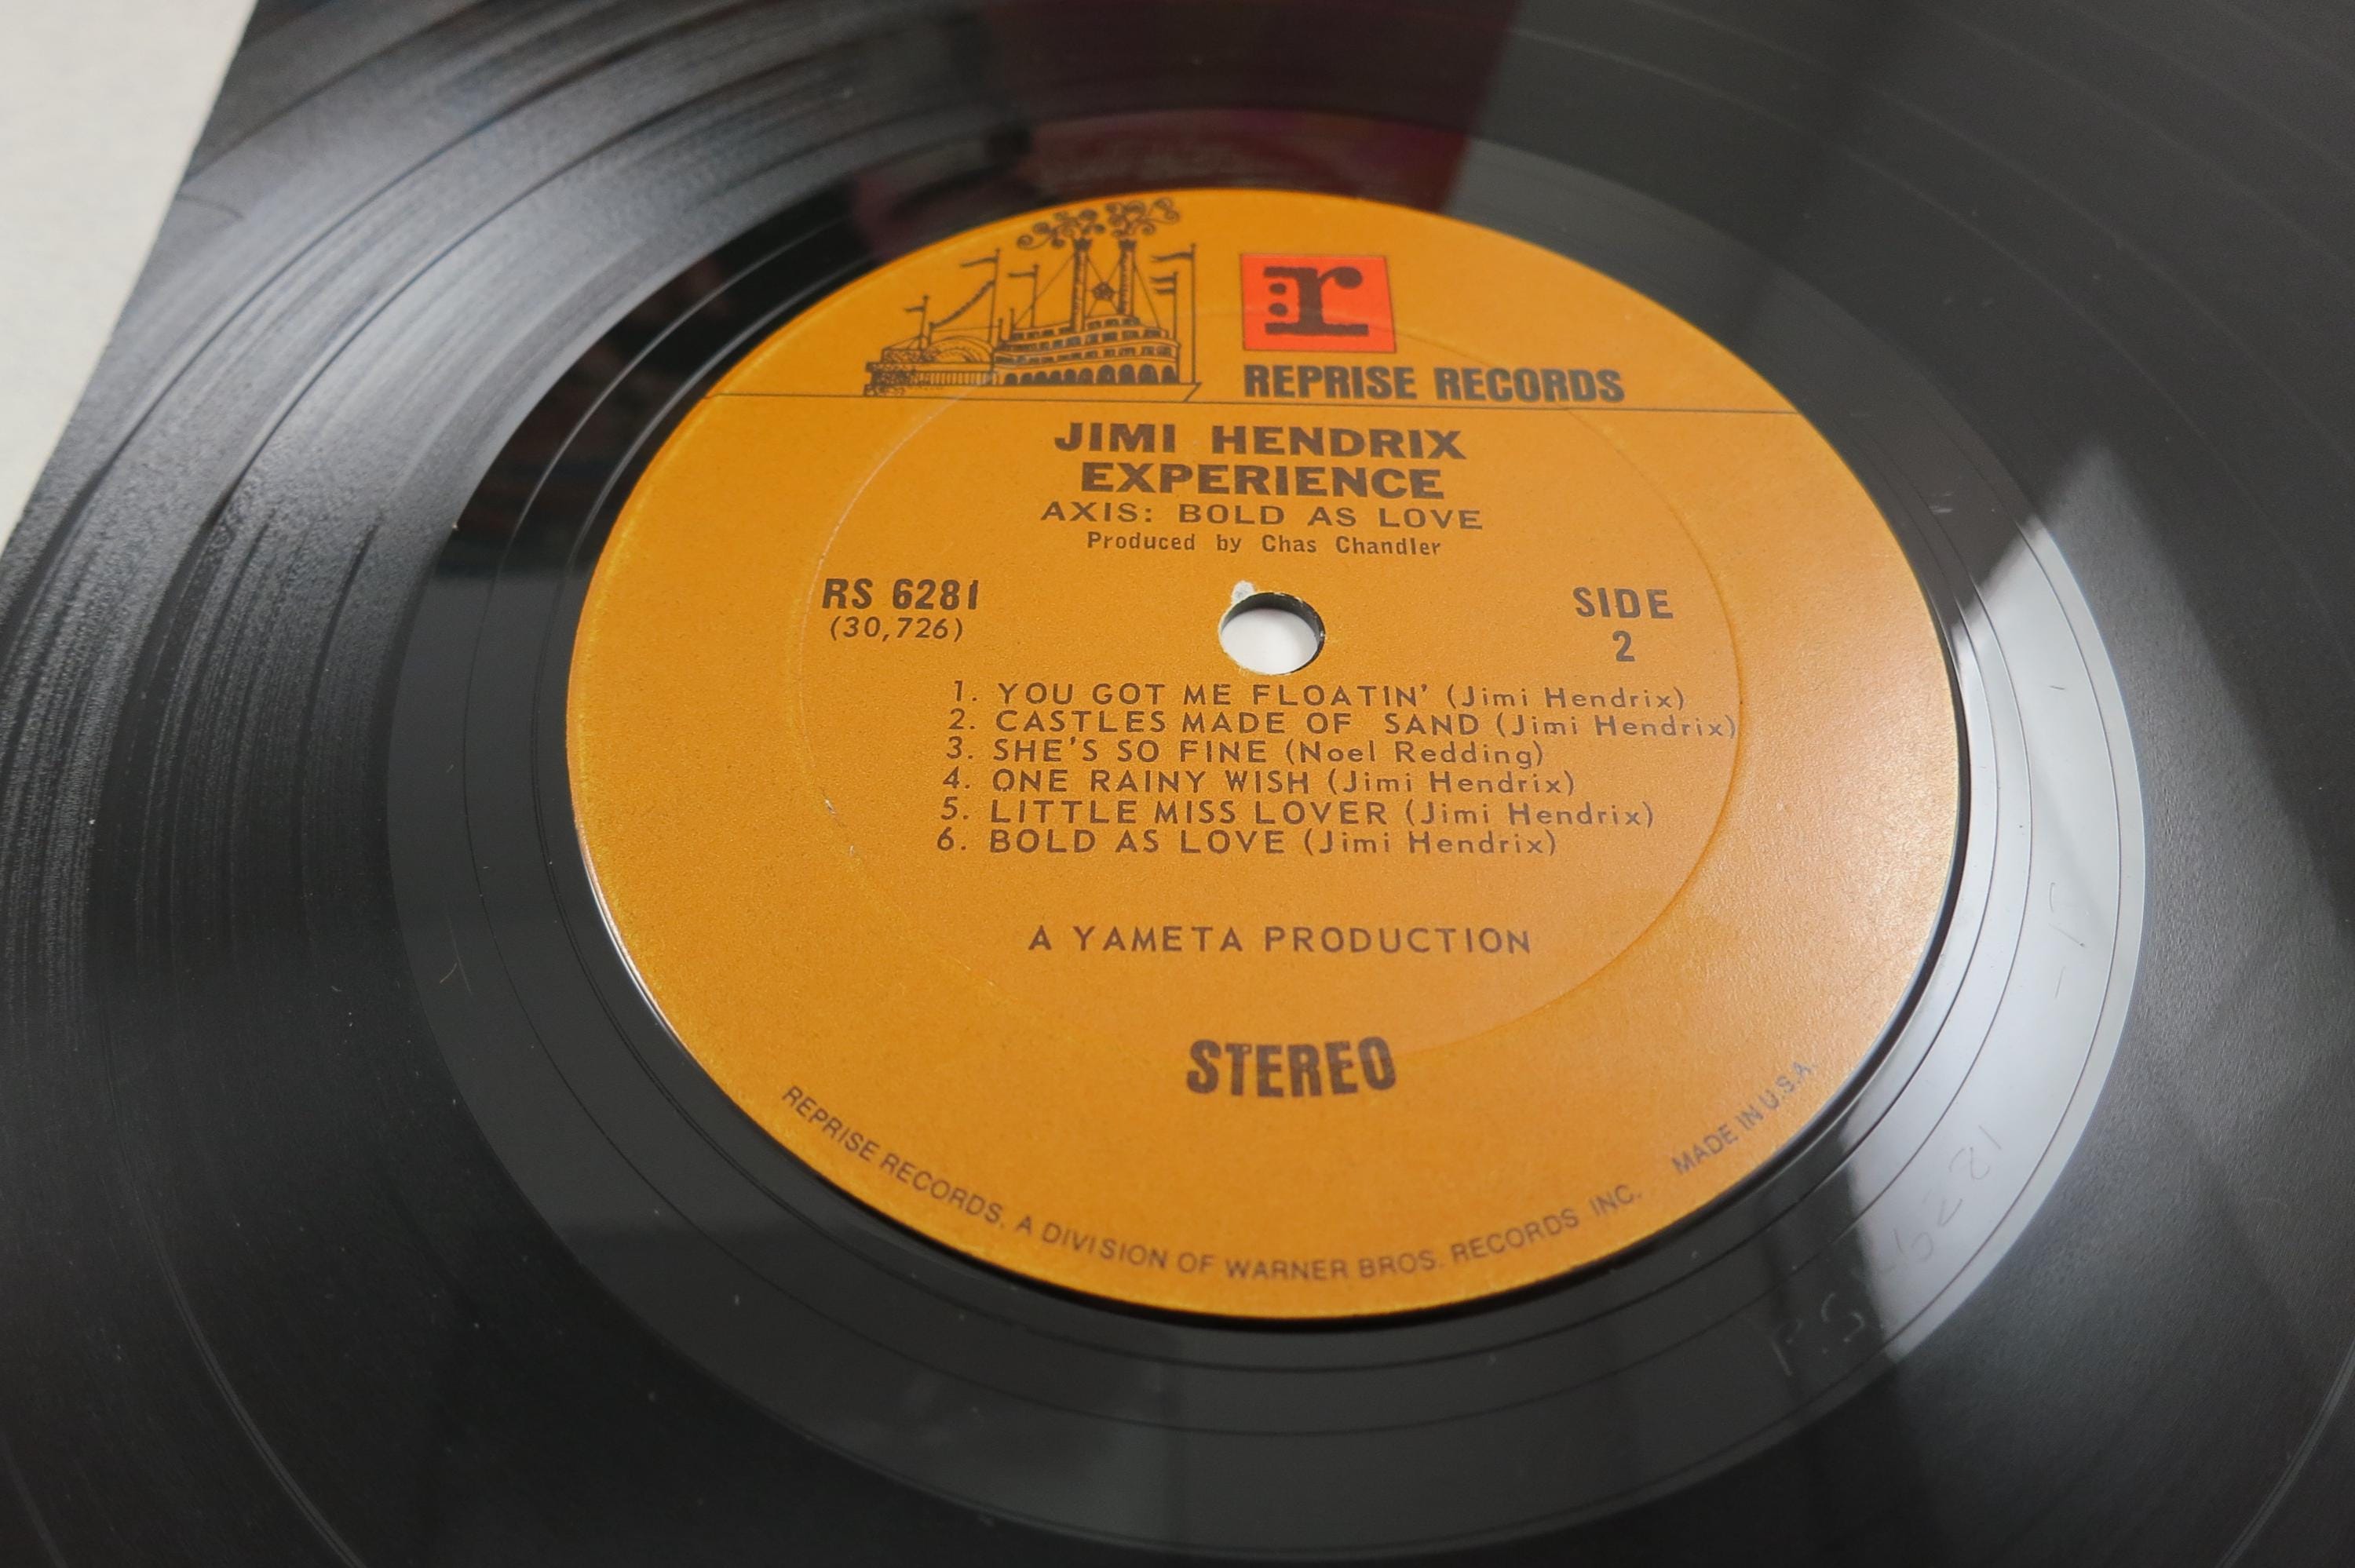 r
REPRISE RECORDS
JIMI HENDRIX
EXPERIENCE
AXIS: BOLD AS LOVE
Produced by Chas Chandler
RS 6281
(30,726)
SIDE
2
1. YOU GOT ME FLOATIN' (Jimi Hendrix)
2. CASTLES MADE OF SAND (Jimi Hendrix)
3. SHE'S SO FINE (Noel Redding)
4. ONE RAINY WISH (Jimi Hendrix)
5. LITTLE MISS LOVER (Jimi Hendrix)
6. BOLD AS LOVE (Jimi Hendrix)
A YAMETA PRODUCTION
STEREO
REPRISE RECORDS, A DIVISION OF WARNER BROS. RECORDS INC. MADE IN U.S.A.